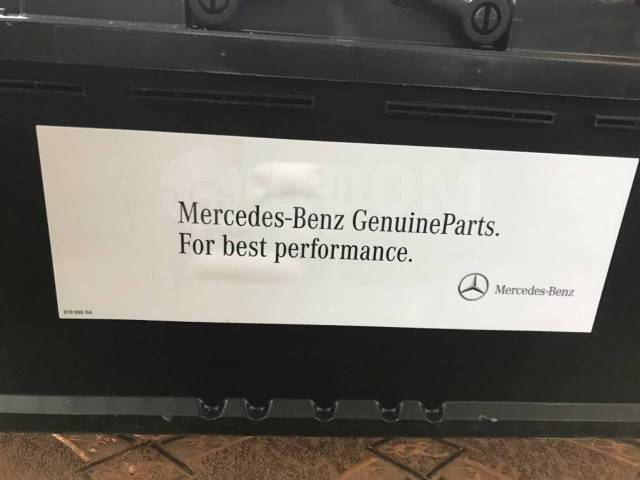 Mercedes-Benz GenuineParts.
For best performance.
Mercedes-Benz